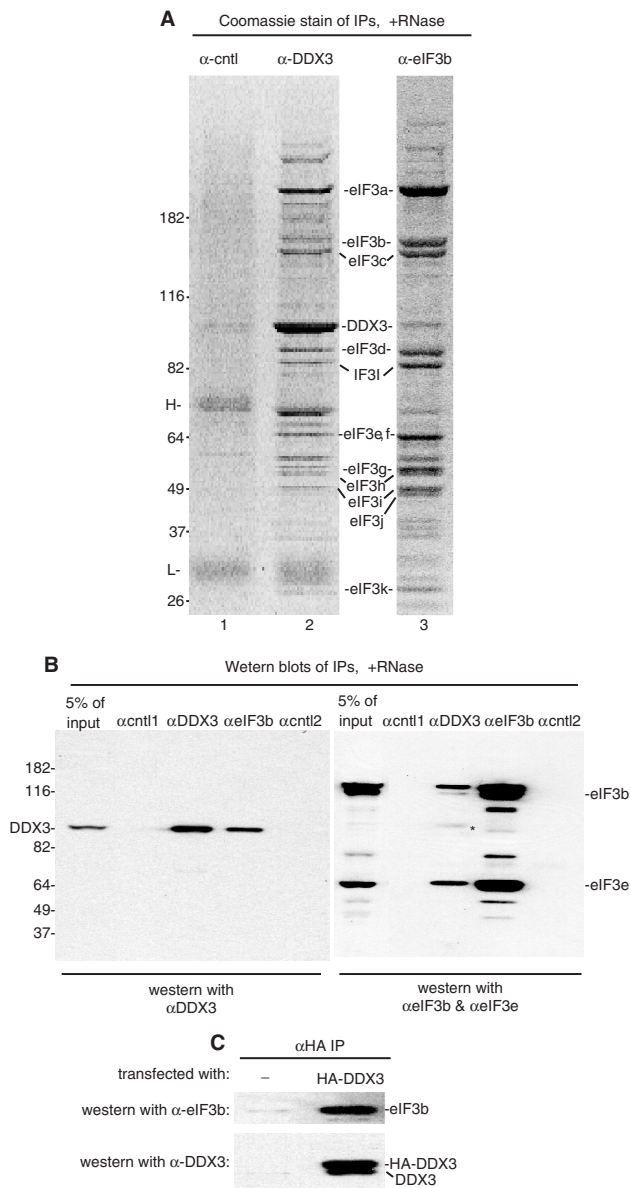 A
Coomassie stain of IPs, +RNase
α-cntl α-DDX3 α-eIF3b
-eIF3a-
182-
-eIF3b-
eIF3c
116-
-DDX3-
-eIF3d-
82-
IF3l
H-
64-
-eIF3e,f-
-eIF3g-
eIF3h
49-
eIF3i
eIF3j
37-
L-
-eIF3k-
26-
1 2 3
B
Wetern blots of IPs, +RNase
5% of
input αcntl1 αDDX3 αeIF3b αcntl2
5% of
input αcntl1 αDDX3 αeIF3b αcntl2
182-
116-
DDX3-
82-
64-
49-
37-
-eIF3b
*
-eIF3e
western with
αDDX3
western with
αeIF3b & αeIF3e
C
αHA IP
transfected with: – HA-DDX3
western with α-eIF3b: -eIF3b
western with α-DDX3: -HA-DDX3
DDX3